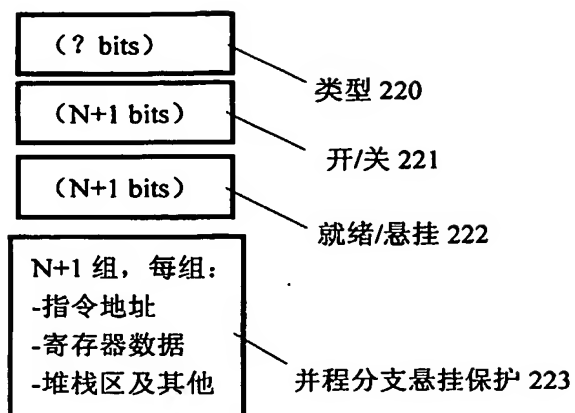 （? bits）
类型 220
（N+1 bits）
开/关 221
（N+1 bits）
就绪/悬挂 222
N+1 组，每组：
-指令地址
-寄存器数据
-堆栈区及其他
并程分支悬挂保护 223